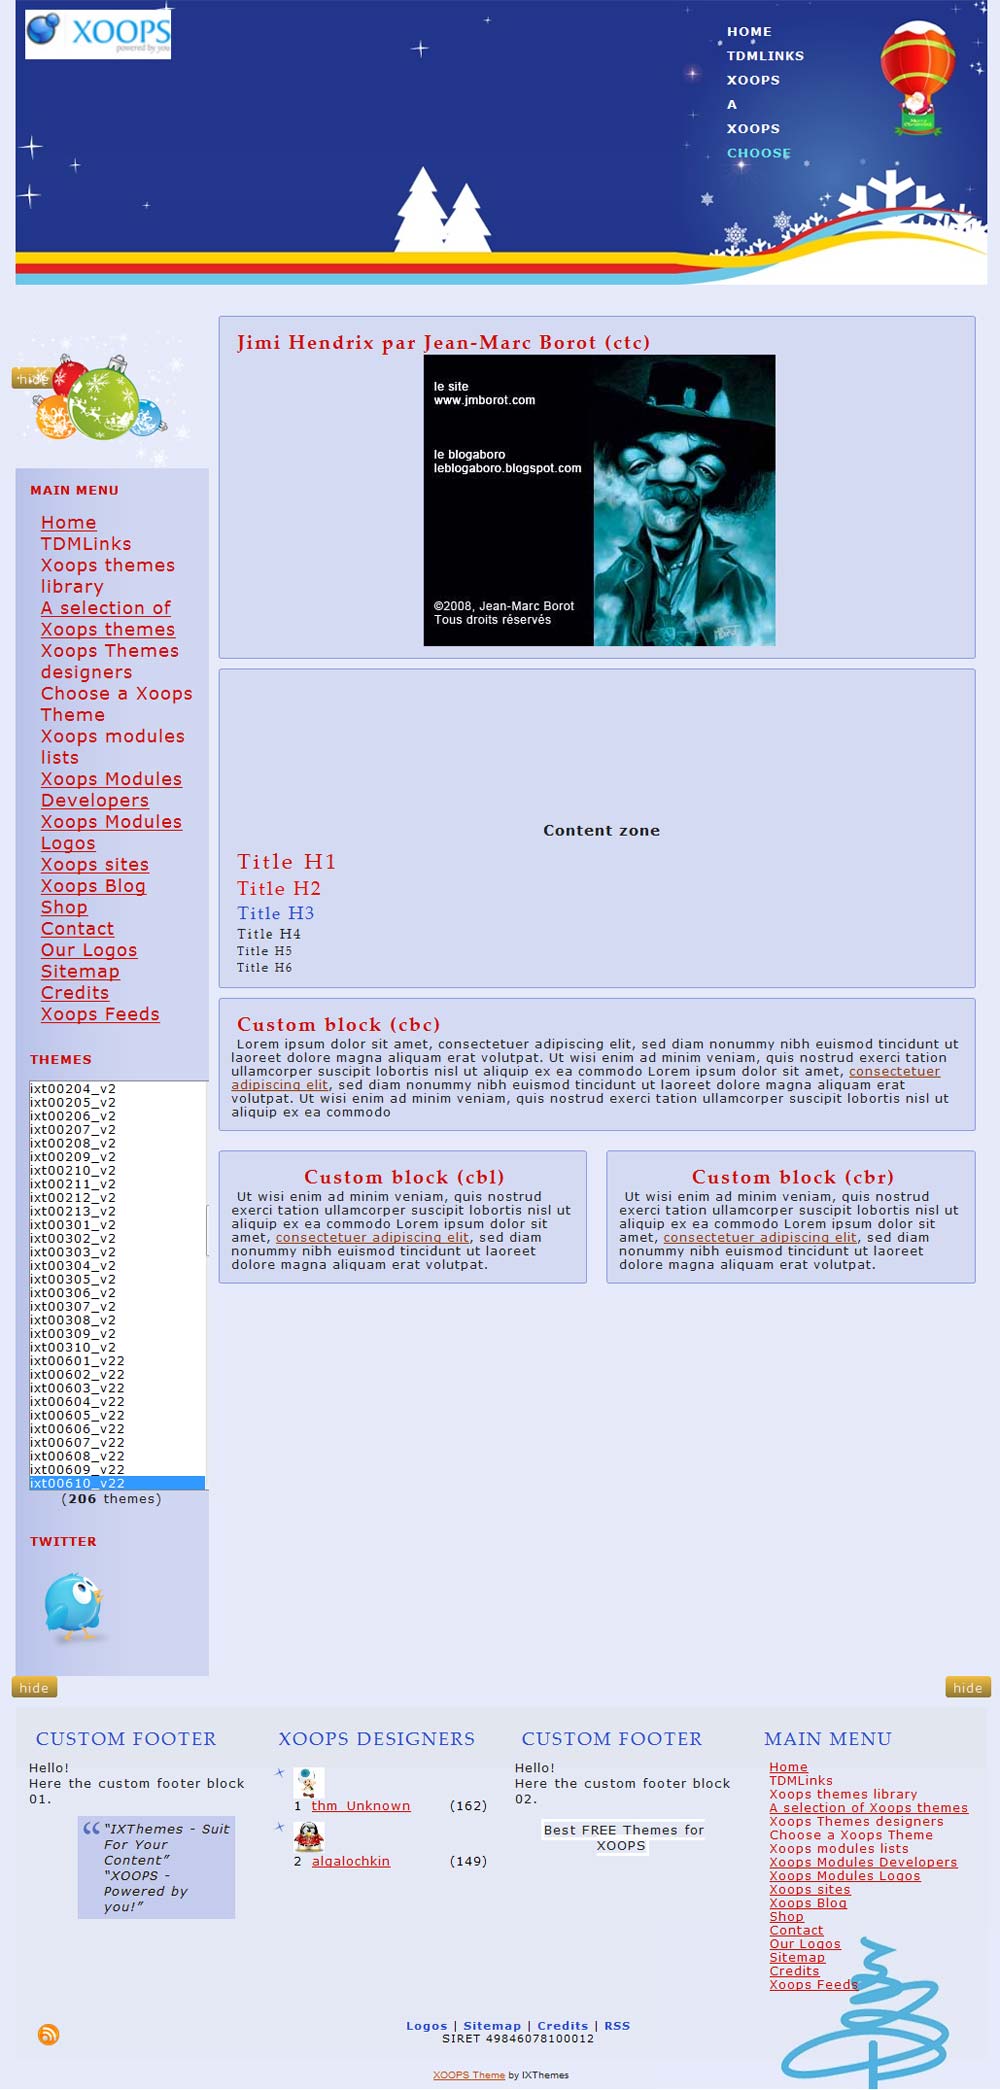 XOOPS
powered by you
HOME
TDMLINKS
XOOPS
A
XOOPS
CHOOSE
hide
MAIN MENU
Home
TDMLinks
Xoops themes
library
A selection of
Xoops themes
Xoops Themes
designers
Choose a Xoops
Theme
Xoops modules
lists
Xoops Modules
Developers
Xoops Modules
Logos
Xoops sites
Xoops Blog
Shop
Contact
Our Logos
Sitemap
Credits
Xoops Feeds
THEMES
ixt00204_v2
ixt00205_v2
ixt00206_v2
ixt00207_v2
ixt00208_v2
ixt00209_v2
ixt00210_v2
ixt00211_v2
ixt00212_v2
ixt00213_v2
ixt00301_v2
ixt00302_v2
ixt00303_v2
ixt00304_v2
ixt00305_v2
ixt00306_v2
ixt00307_v2
ixt00308_v2
ixt00309_v2
ixt00310_v2
ixt00601_v22
ixt00602_v22
ixt00603_v22
ixt00604_v22
ixt00605_v22
ixt00606_v22
ixt00607_v22
ixt00608_v22
ixt00609_v22
ixt00610_v22
(206 themes)
TWITTER
Jimi Hendrix par Jean-Marc Borot (ctc)
le site
www.jmborot.com
le blogaboro
leblogaboro.blogspot.com
©2008, Jean-Marc Borot
Tous droits réservés
Content zone
Title H1
Title H2
Title H3
Title H4
Title H5
Title H6
Custom block (cbc)
Lorem ipsum dolor sit amet, consectetuer adipiscing elit, sed diam nonummy nibh euismod tincidunt ut
laoreet dolore magna aliquam erat volutpat. Ut wisi enim ad minim veniam, quis nostrud exerci tation
ullamcorper suscipit lobortis nisl ut aliquip ex ea commodo Lorem ipsum dolor sit amet, consectetuer
adipiscing elit, sed diam nonummy nibh euismod tincidunt ut laoreet dolore magna aliquam erat
volutpat. Ut wisi enim ad minim veniam, quis nostrud exerci tation ullamcorper suscipit lobortis nisl ut
aliquip ex ea commodo
Custom block (cbl)
Ut wisi enim ad minim veniam, quis nostrud
exerci tation ullamcorper suscipit lobortis nisl ut
aliquip ex ea commodo Lorem ipsum dolor sit
amet, consectetuer adipiscing elit, sed diam
nonummy nibh euismod tincidunt ut laoreet
dolore magna aliquam erat volutpat.
Custom block (cbr)
Ut wisi enim ad minim veniam, quis nostrud
exerci tation ullamcorper suscipit lobortis nisl ut
aliquip ex ea commodo Lorem ipsum dolor sit
amet, consectetuer adipiscing elit, sed diam
nonummy nibh euismod tincidunt ut laoreet
dolore magna aliquam erat volutpat.
hide
hide
CUSTOM FOOTER
Hello!
Here the custom footer block
01.
“IXThemes - Suit
For Your
Content”
“XOOPS -
Powered by
you!”
XOOPS DESIGNERS
1 thm_Unknown (162)
2 algalochkin (149)
CUSTOM FOOTER
Hello!
Here the custom footer block
02.
Best FREE Themes for
XOOPS
MAIN MENU
Home
TDMLinks
Xoops themes library
A selection of Xoops themes
Xoops Themes designers
Choose a Xoops Theme
Xoops modules lists
Xoops Modules Developers
Xoops Modules Logos
Xoops sites
Xoops Blog
Shop
Contact
Our Logos
Sitemap
Credits
Xoops Feeds
Logos | Sitemap | Credits | RSS
SIRET 49846078100012
XOOPS Theme by IXThemes